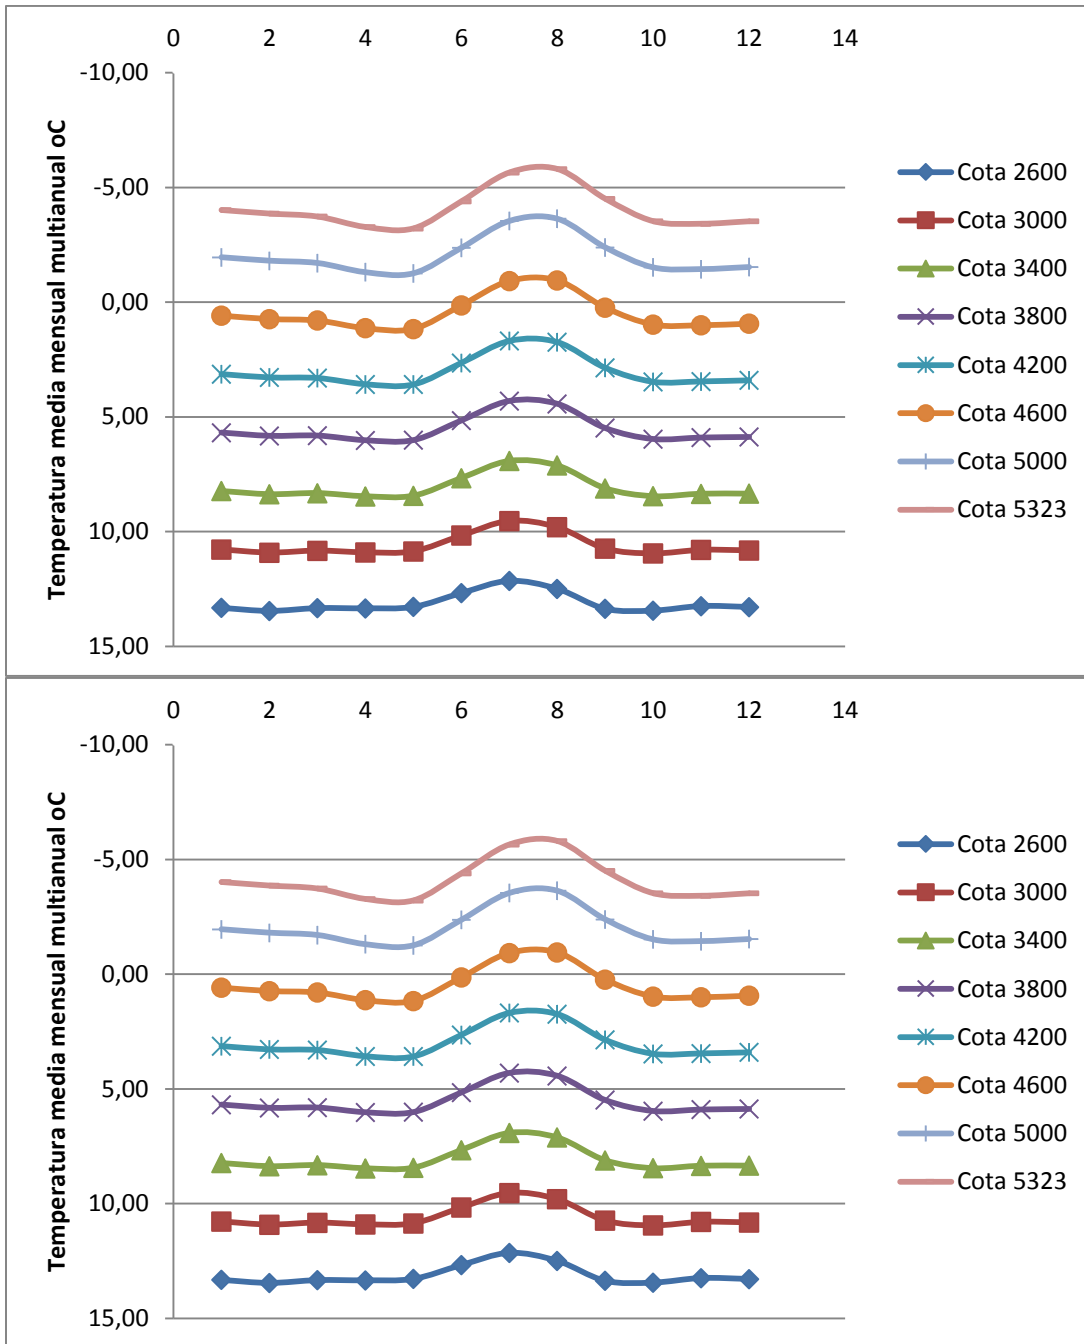 0 2 4 6 8 10 12 14
-10,00
-5,00
0,00
5,00
10,00
15,00
Temperatura media mensual multianual oC
Cota 2600
Cota 3000
Cota 3400
Cota 3800
Cota 4200
Cota 4600
Cota 5000
Cota 5323
0 2 4 6 8 10 12 14
-10,00
-5,00
0,00
5,00
10,00
15,00
Temperatura media mensual multianual oC
Cota 2600
Cota 3000
Cota 3400
Cota 3800
Cota 4200
Cota 4600
Cota 5000
Cota 5323